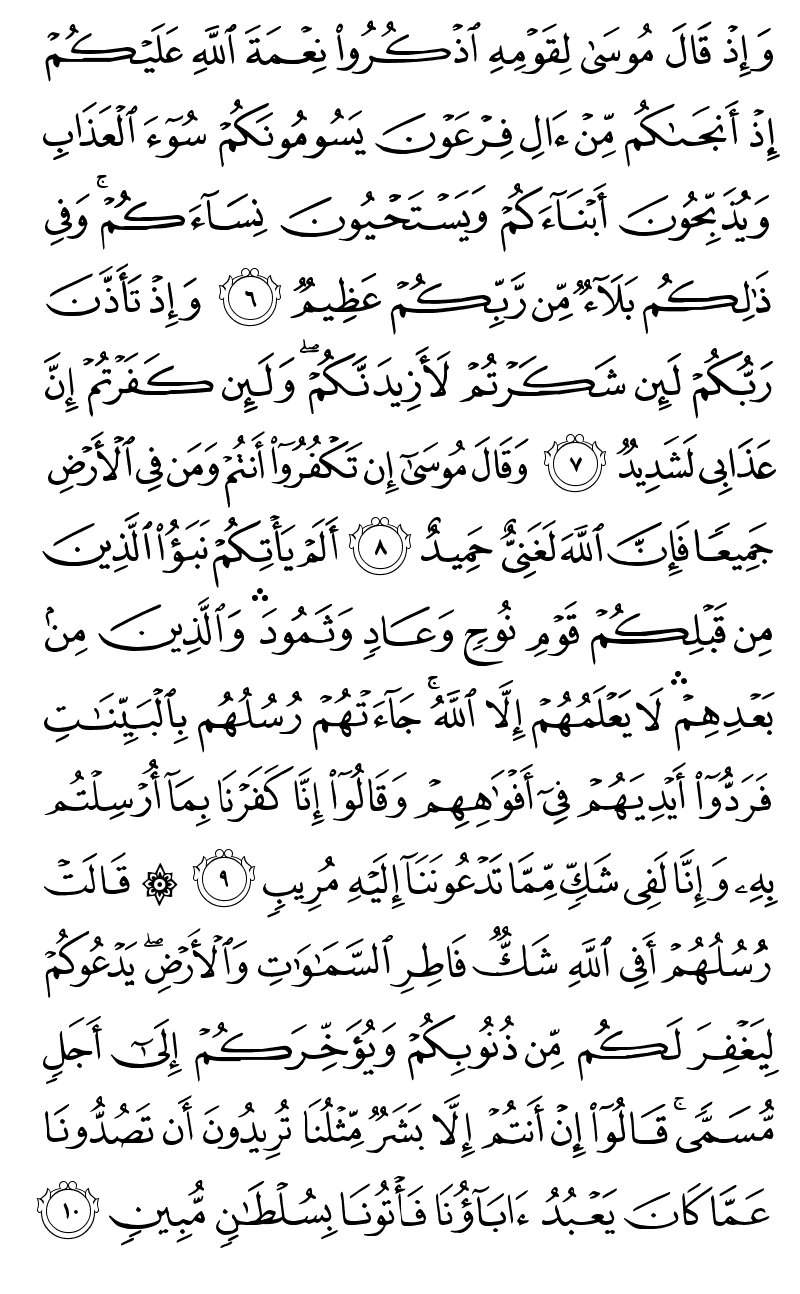 وَإِذۡ قَالَ مُوسَىٰ لِقَوۡمِهِ ٱذۡكُرُواْ نِعۡمَةَ ٱللَّهِ عَلَيۡكُمۡ
إِذۡ أَنجَىٰكُم مِّنۡ ءَالِ فِرۡعَوۡنَ يَسُومُونَكُمۡ سُوٓءَ ٱلۡعَذَابِ
وَيُذَبِّحُونَ أَبۡنَآءَكُمۡ وَيَسۡتَحۡيُونَ نِسَآءَكُمۡۚ وَفِي
ذَٰلِكُم بَلَآءٞ مِّن رَّبِّكُمۡ عَظِيمٞ ٦ وَإِذۡ تَأَذَّنَ
رَبُّكُمۡ لَئِن شَكَرۡتُمۡ لَأَزِيدَنَّكُمۡۖ وَلَئِن كَفَرۡتُمۡ إِنَّ
عَذَابِي لَشَدِيدٞ ٧ وَقَالَ مُوسَىٰٓ إِن تَكۡفُرُوٓاْ أَنتُمۡ وَمَن فِي ٱلۡأَرۡضِ
جَمِيعٗا فَإِنَّ ٱللَّهَ لَغَنِيٌّ حَمِيدٌ ٨ أَلَمۡ يَأۡتِكُمۡ نَبَؤُاْ ٱلَّذِينَ
مِن قَبۡلِكُمۡ قَوۡمِ نُوحٖ وَعَادٖ وَثَمُودَۛ وَٱلَّذِينَ مِنۢ
بَعۡدِهِمۡۛ لَا يَعۡلَمُهُمۡ إِلَّا ٱللَّهُۚ جَآءَتۡهُمۡ رُسُلُهُم بِٱلۡبَيِّنَٰتِ
فَرَدُّوٓاْ أَيۡدِيَهُمۡ فِيٓ أَفۡوَٰهِهِمۡ وَقَالُوٓاْ إِنَّا كَفَرۡنَا بِمَآ أُرۡسِلۡتُم
بِهِۦ وَإِنَّا لَفِي شَكّٖ مِّمَّا تَدۡعُونَنَآ إِلَيۡهِ مُرِيبٖ ٩ ۞ قَالَتۡ
رُسُلُهُمۡ أَفِي ٱللَّهِ شَكّٞ فَاطِرِ ٱلسَّمَٰوَٰتِ وَٱلۡأَرۡضِۖ يَدۡعُوكُمۡ
لِيَغۡفِرَ لَكُم مِّن ذُنُوبِكُمۡ وَيُؤَخِّرَكُمۡ إِلَىٰٓ أَجَلٖ
مُّسَمّٗىۚ قَالُوٓاْ إِنۡ أَنتُمۡ إِلَّا بَشَرٞ مِّثۡلُنَا تُرِيدُونَ أَن تَصُدُّونَا
عَمَّا كَانَ يَعۡبُدُ ءَابَآؤُنَا فَأۡتُونَا بِسُلۡطَٰنٖ مُّبِينٖ ١٠